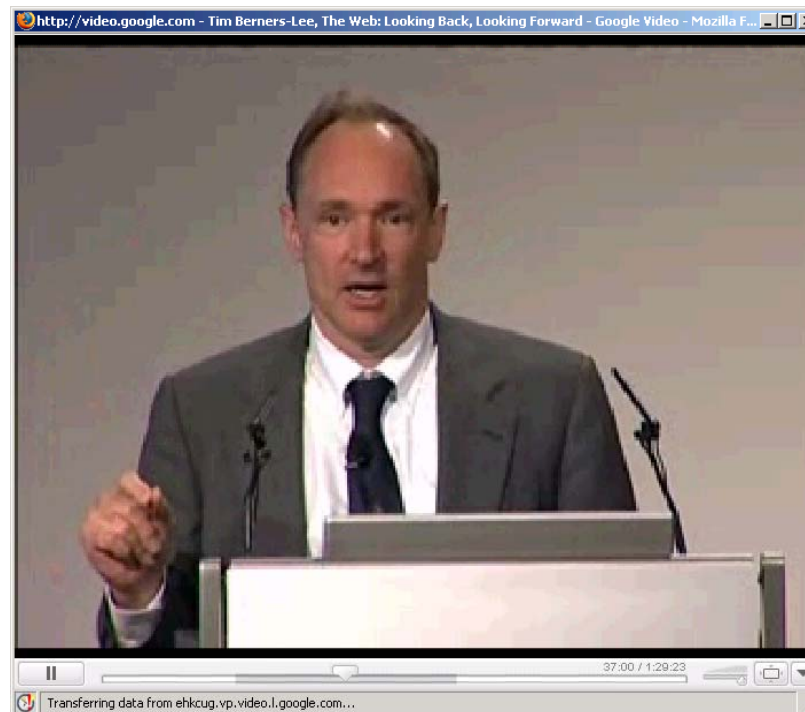 http://video.google.com - Tim Berners-Lee, The Web: Looking Back, Looking Forward - Google Video - Mozilla F...
37:00 / 1:29:23
Transferring data from ehkcug.vp.video.l.google.com...